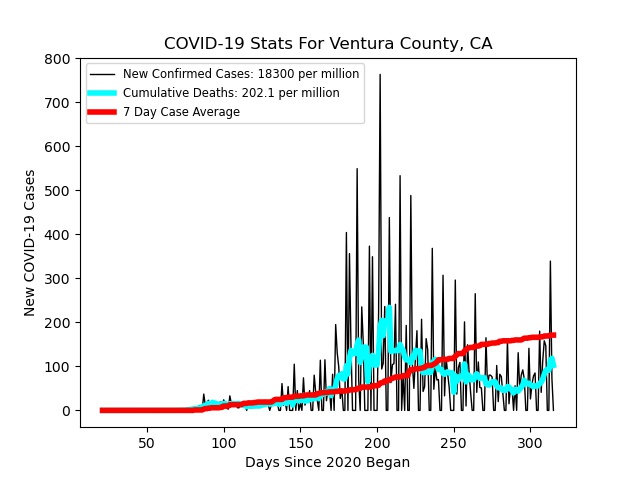 COVID-19 Stats For Ventura County, CA
New Confirmed Cases: 18300 per million
Cumulative Deaths: 202.1 per million
7 Day Case Average
800
700
600
500
400
300
200
100
0
New COVID-19 Cases
50 100 150 200 250 300
Days Since 2020 Began